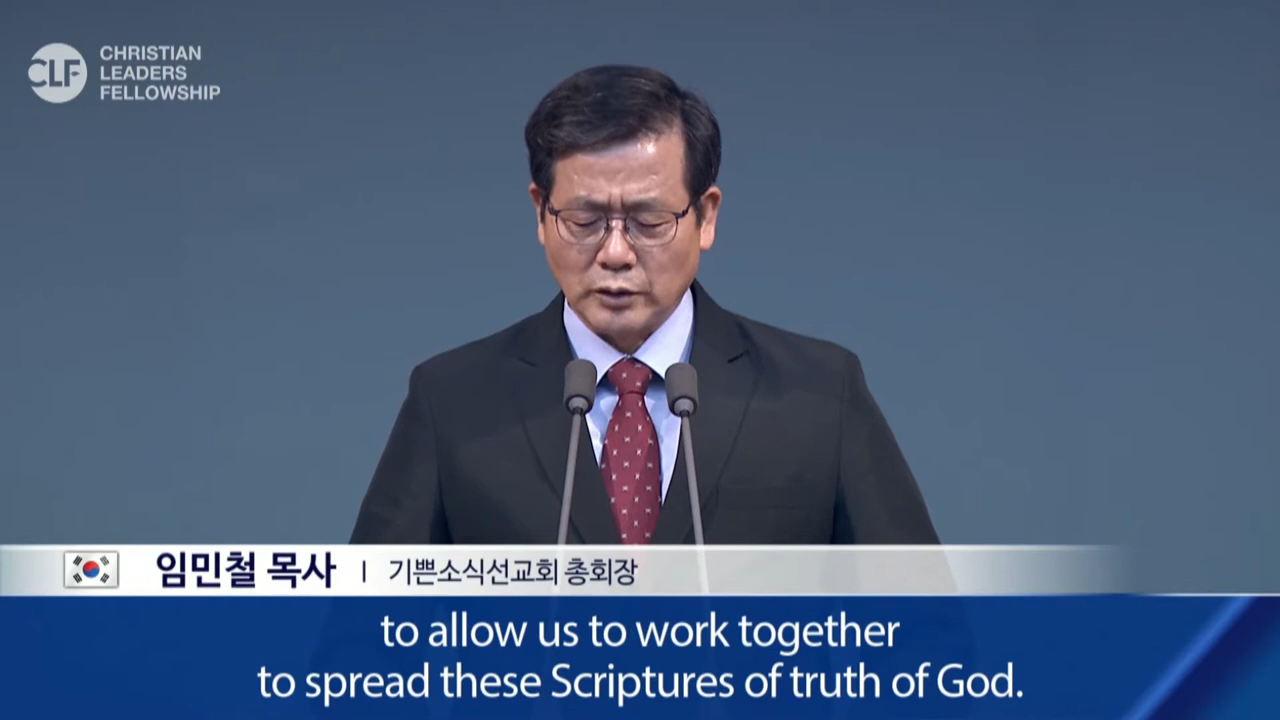 CLF
CHRISTIAN
LEADERS
FELLOWSHIP
임민철 목사 | 기쁜소식선교회 총회장
to allow us to work together
to spread these Scriptures of truth of God.